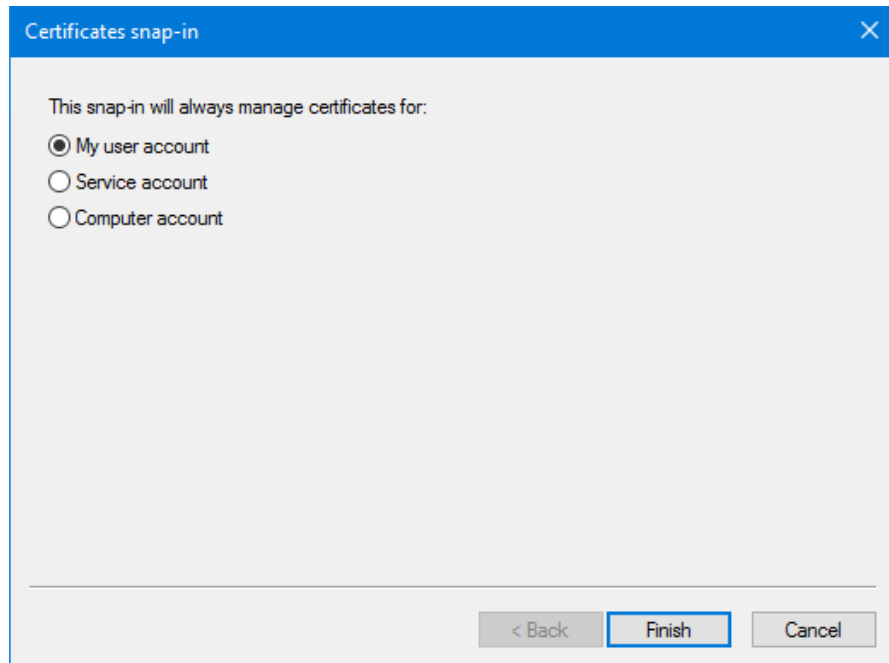 Certificates snap-in
This snap-in will always manage certificates for:
My user account
Service account
Computer account
< Back
Finish
Cancel